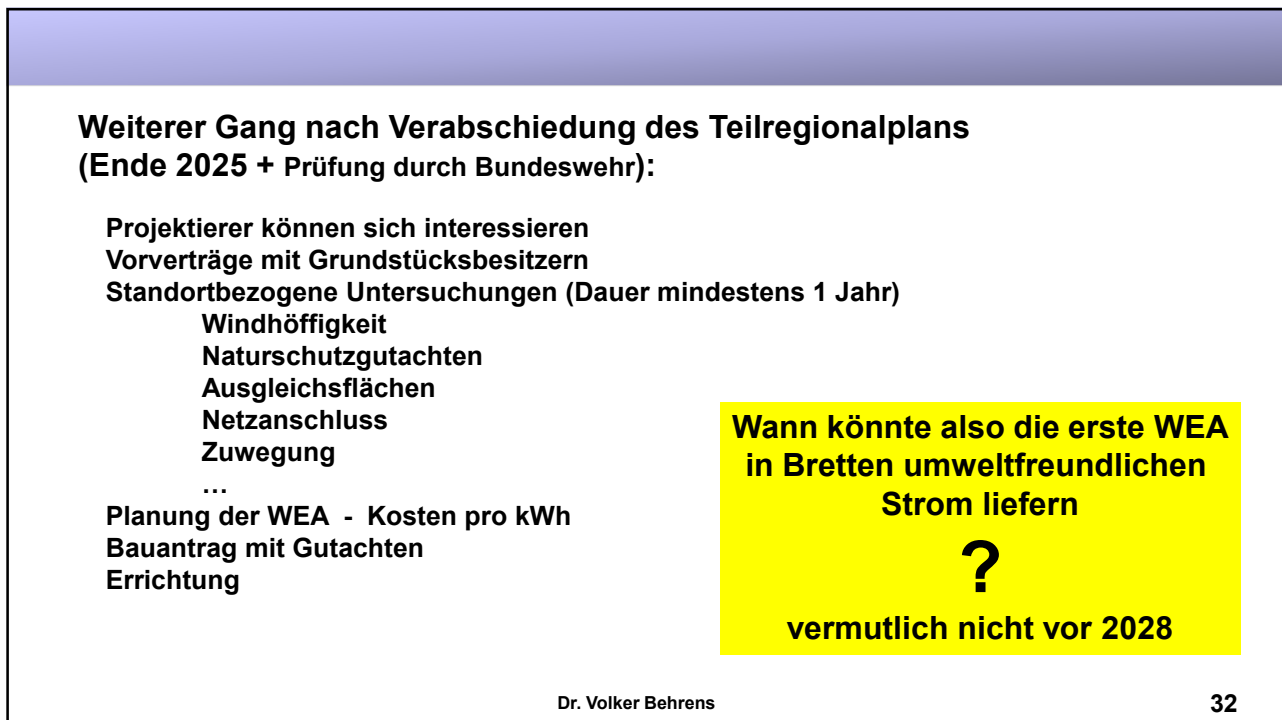 Weiterer Gang nach Verabschiedung des Teilregionalplans
(Ende 2025 + Prüfung durch Bundeswehr):
Projektierer können sich interessieren
Vorverträge mit Grundstücksbesitzern
Standortbezogene Untersuchungen (Dauer mindestens 1 Jahr)
Windhöffigkeit
Naturschutzgutachten
Ausgleichsflächen
Netzanschluss
Zuwegung
…
Planung der WEA - Kosten pro kWh
Bauantrag mit Gutachten
Errichtung
Wann könnte also die erste WEA
in Bretten umweltfreundlichen
Strom liefern
?
vermutlich nicht vor 2028
Dr. Volker Behrens
32